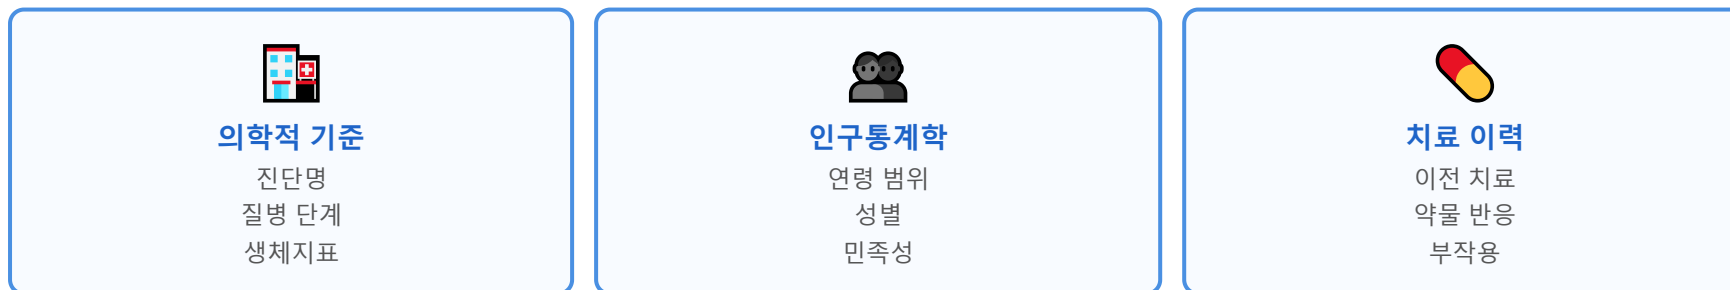 의학적 기준
진단명
질병 단계
생체지표
인구통계학
연령 범위
성별
민족성
치료 이력
이전 치료
약물 반응
부작용